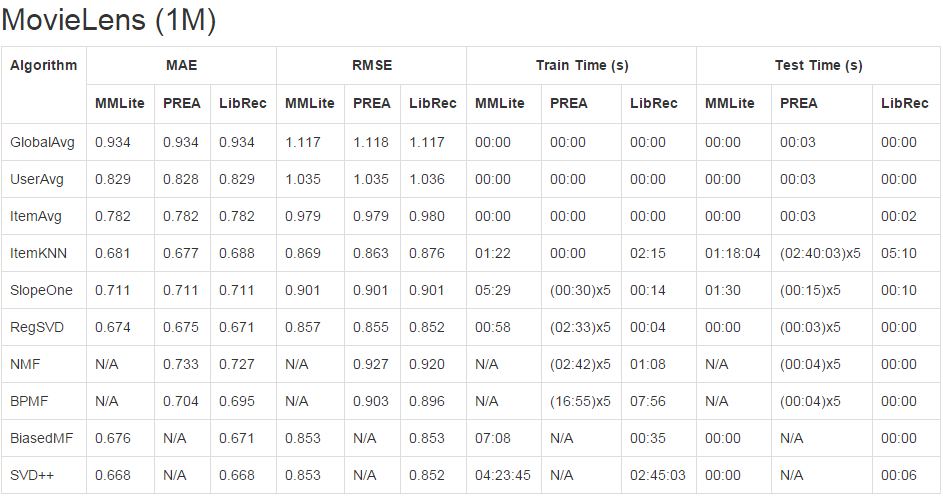 MovieLens (1M)
Algorithm MAE RMSE Train Time (s) Test Time (s)
MMLite PREA LibRec MMLite PREA LibRec MMLite PREA LibRec MMLite PREA LibRec
GlobalAvg 0.934 0.934 0.934 1.117 1.118 1.117 00:00 00:00 00:00 00:00 00:03 00:00
UserAvg 0.829 0.828 0.829 1.035 1.035 1.036 00:00 00:00 00:00 00:00 00:03 00:00
ItemAvg 0.782 0.782 0.782 0.979 0.979 0.980 00:00 00:00 00:00 00:00 00:03 00:02
ItemKNN 0.681 0.677 0.688 0.869 0.863 0.876 01:22 00:00 02:15 01:18:04 (02:40:03)x5 05:10
SlopeOne 0.711 0.711 0.711 0.901 0.901 0.901 05:29 (00:30)x5 00:14 01:30 (00:15)x5 00:10
RegSVD 0.674 0.675 0.671 0.857 0.855 0.852 00:58 (02:33)x5 00:04 00:00 (00:03)x5 00:00
NMF N/A 0.733 0.727 N/A 0.927 0.920 N/A (02:42)x5 01:08 N/A (00:04)x5 00:00
BPMF N/A 0.704 0.695 N/A 0.903 0.896 N/A (16:55)x5 07:56 N/A (00:04)x5 00:00
BiasedMF 0.676 N/A 0.671 0.853 N/A 0.853 07:08 N/A 00:35 00:00 N/A 00:00
SVD++ 0.668 N/A 0.668 0.853 N/A 0.852 04:23:45 N/A 02:45:03 00:00 N/A 00:06